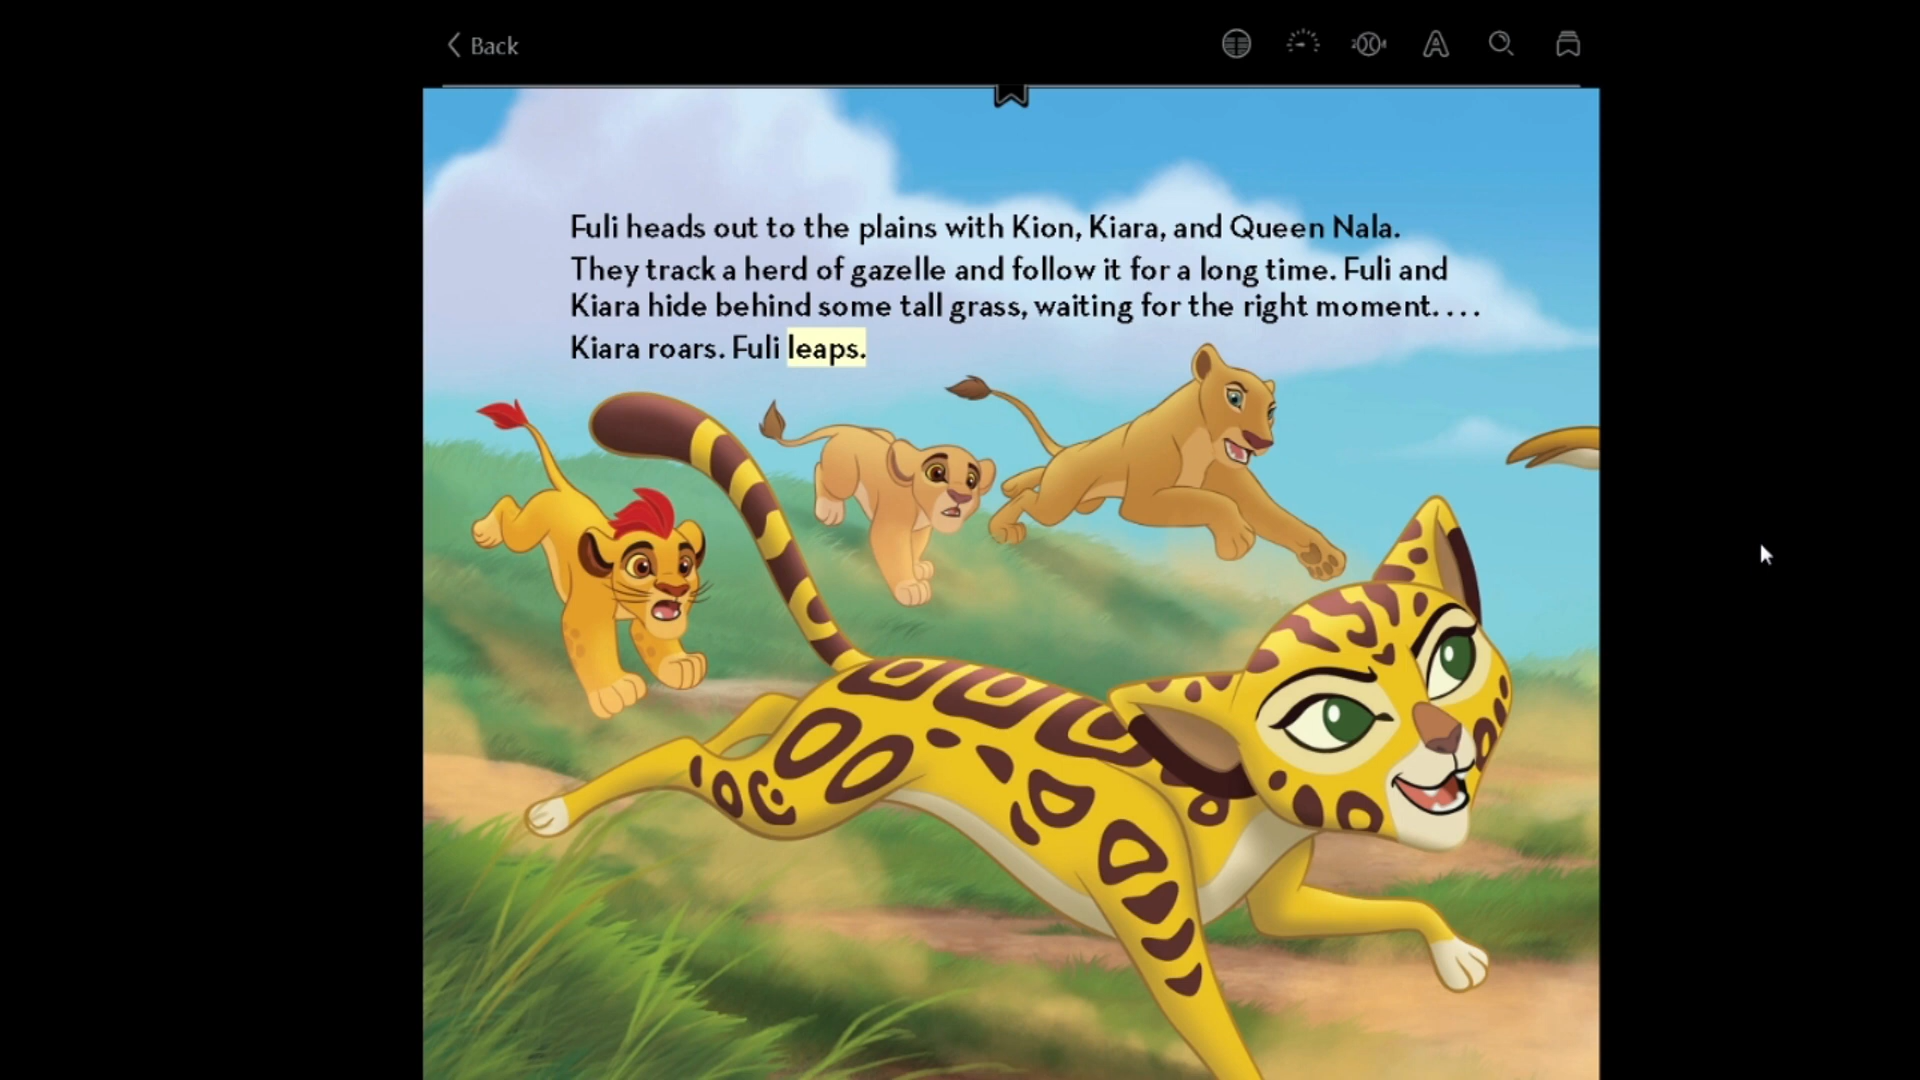 Back
Fuli heads out to the plains with Kion, Kiara, and Queen Nala.
They track a herd of gazelle and follow it for a long time. Fuli and
Kiara hide behind some tall grass, waiting for the right moment. . . .
Kiara roars. Fuli leaps.